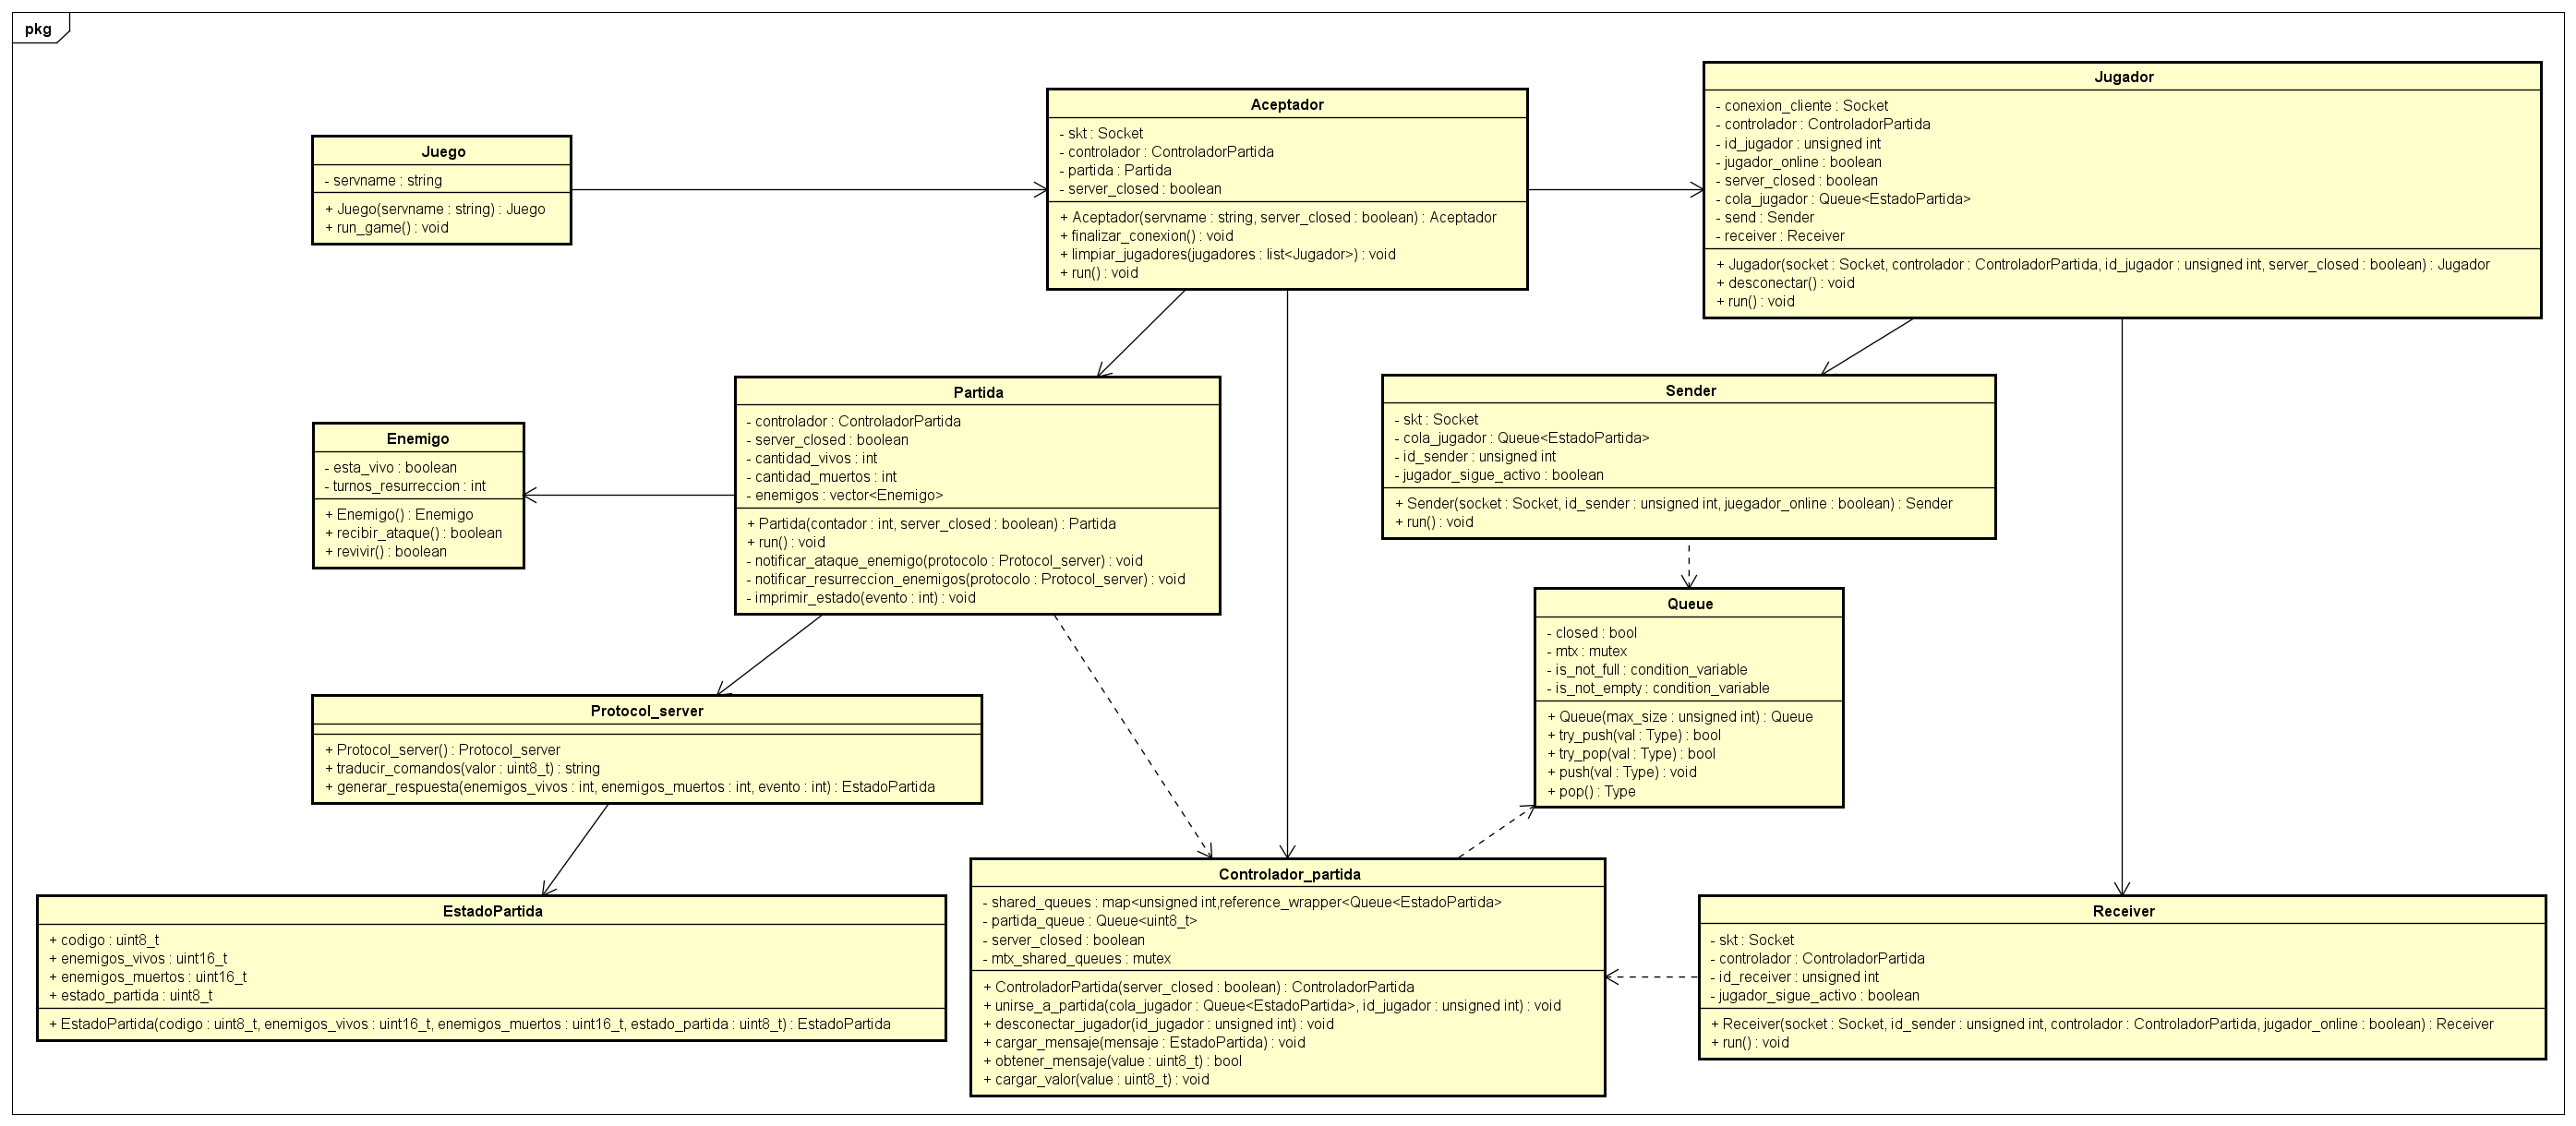 pkg
Juego
- servname : string
+ Juego(servname : string) : Juego
+ run_game() : void
Aceptador
- skt : Socket
- controlador : ControladorPartida
- partida : Partida
- server_closed : boolean
+ Aceptador(servname : string, server_closed : boolean) : Aceptador
+ finalizar_conexion() : void
+ limpiar_jugadores(jugadores : list<Jugador>) : void
+ run() : void
Jugador
- conexion_cliente : Socket
- controlador : ControladorPartida
- id_jugador : unsigned int
- jugador_online : boolean
- server_closed : boolean
- cola_jugador : Queue<EstadoPartida>
- send : Sender
- receiver : Receiver
+ Jugador(socket : Socket, controlador : ControladorPartida, id_jugador : unsigned int, server_closed : boolean) : Jugador
+ desconectar() : void
+ run() : void
Enemigo
- esta_vivo : boolean
- turnos_resurreccion : int
+ Enemigo() : Enemigo
+ recibir_ataque() : boolean
+ revivir() : boolean
Partida
- controlador : ControladorPartida
- server_closed : boolean
- cantidad_vivos : int
- cantidad_muertos : int
- enemigos : vector<Enemigo>
+ Partida(contador : int, server_closed : boolean) : Partida
+ run() : void
- notificar_ataque_enemigo(protocolo : Protocol_server) : void
- notificar_resurreccion_enemigos(protocolo : Protocol_server) : void
- imprimir_estado(evento : int) : void
Sender
- skt : Socket
- cola_jugador : Queue<EstadoPartida>
- id_sender : unsigned int
- jugador_sigue_activo : boolean
+ Sender(socket : Socket, id_sender : unsigned int, juegador_online : boolean) : Sender
+ run() : void
Queue
- closed : bool
- mtx : mutex
- is_not_full : condition_variable
- is_not_empty : condition_variable
+ Queue(max_size : unsigned int) : Queue
+ try_push(val : Type) : bool
+ try_pop(val : Type) : bool
+ push(val : Type) : void
+ pop() : Type
Protocol_server
+ Protocol_server() : Protocol_server
+ traducir_comandos(valor : uint8_t) : string
+ generar_respuesta(enemigos_vivos : int, enemigos_muertos : int, evento : int) : EstadoPartida
EstadoPartida
+ codigo : uint8_t
+ enemigos_vivos : uint16_t
+ enemigos_muertos : uint16_t
+ estado_partida : uint8_t
+ EstadoPartida(codigo : uint8_t, enemigos_vivos : uint16_t, enemigos_muertos : uint16_t, estado_partida : uint8_t) : EstadoPartida
Controlador_partida
- shared_queues : map<unsigned int,reference_wrapper<Queue<EstadoPartida>
- partida_queue : Queue<uint8_t>
- server_closed : boolean
- mtx_shared_queues : mutex
+ ControladorPartida(server_closed : boolean) : ControladorPartida
+ unirse_a_partida(cola_jugador : Queue<EstadoPartida>, id_jugador : unsigned int) : void
+ desconectar_jugador(id_jugador : unsigned int) : void
+ cargar_mensaje(mensaje : EstadoPartida) : void
+ obtener_mensaje(value : uint8_t) : bool
+ cargar_valor(value : uint8_t) : void
Receiver
- skt : Socket
- controlador : ControladorPartida
- id_receiver : unsigned int
- jugador_sigue_activo : boolean
+ Receiver(socket : Socket, id_sender : unsigned int, controlador : ControladorPartida, jugador_online : boolean) : Receiver
+ run() : void